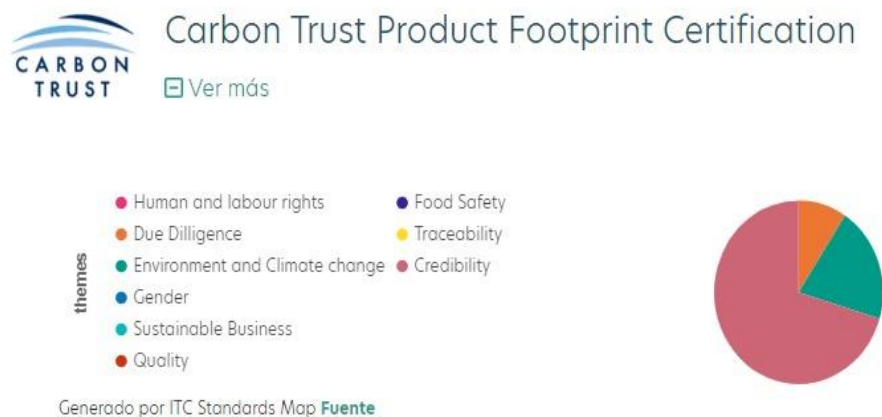 CARBON
TRUST
Carbon Trust Product Footprint Certification
Ver más
themes
Human and labour rights
Due Dilligence
Environment and Climate change
Gender
Sustainable Business
Quality
Food Safety
Traceability
Credibility
Generado por ITC Standards Map Fuente